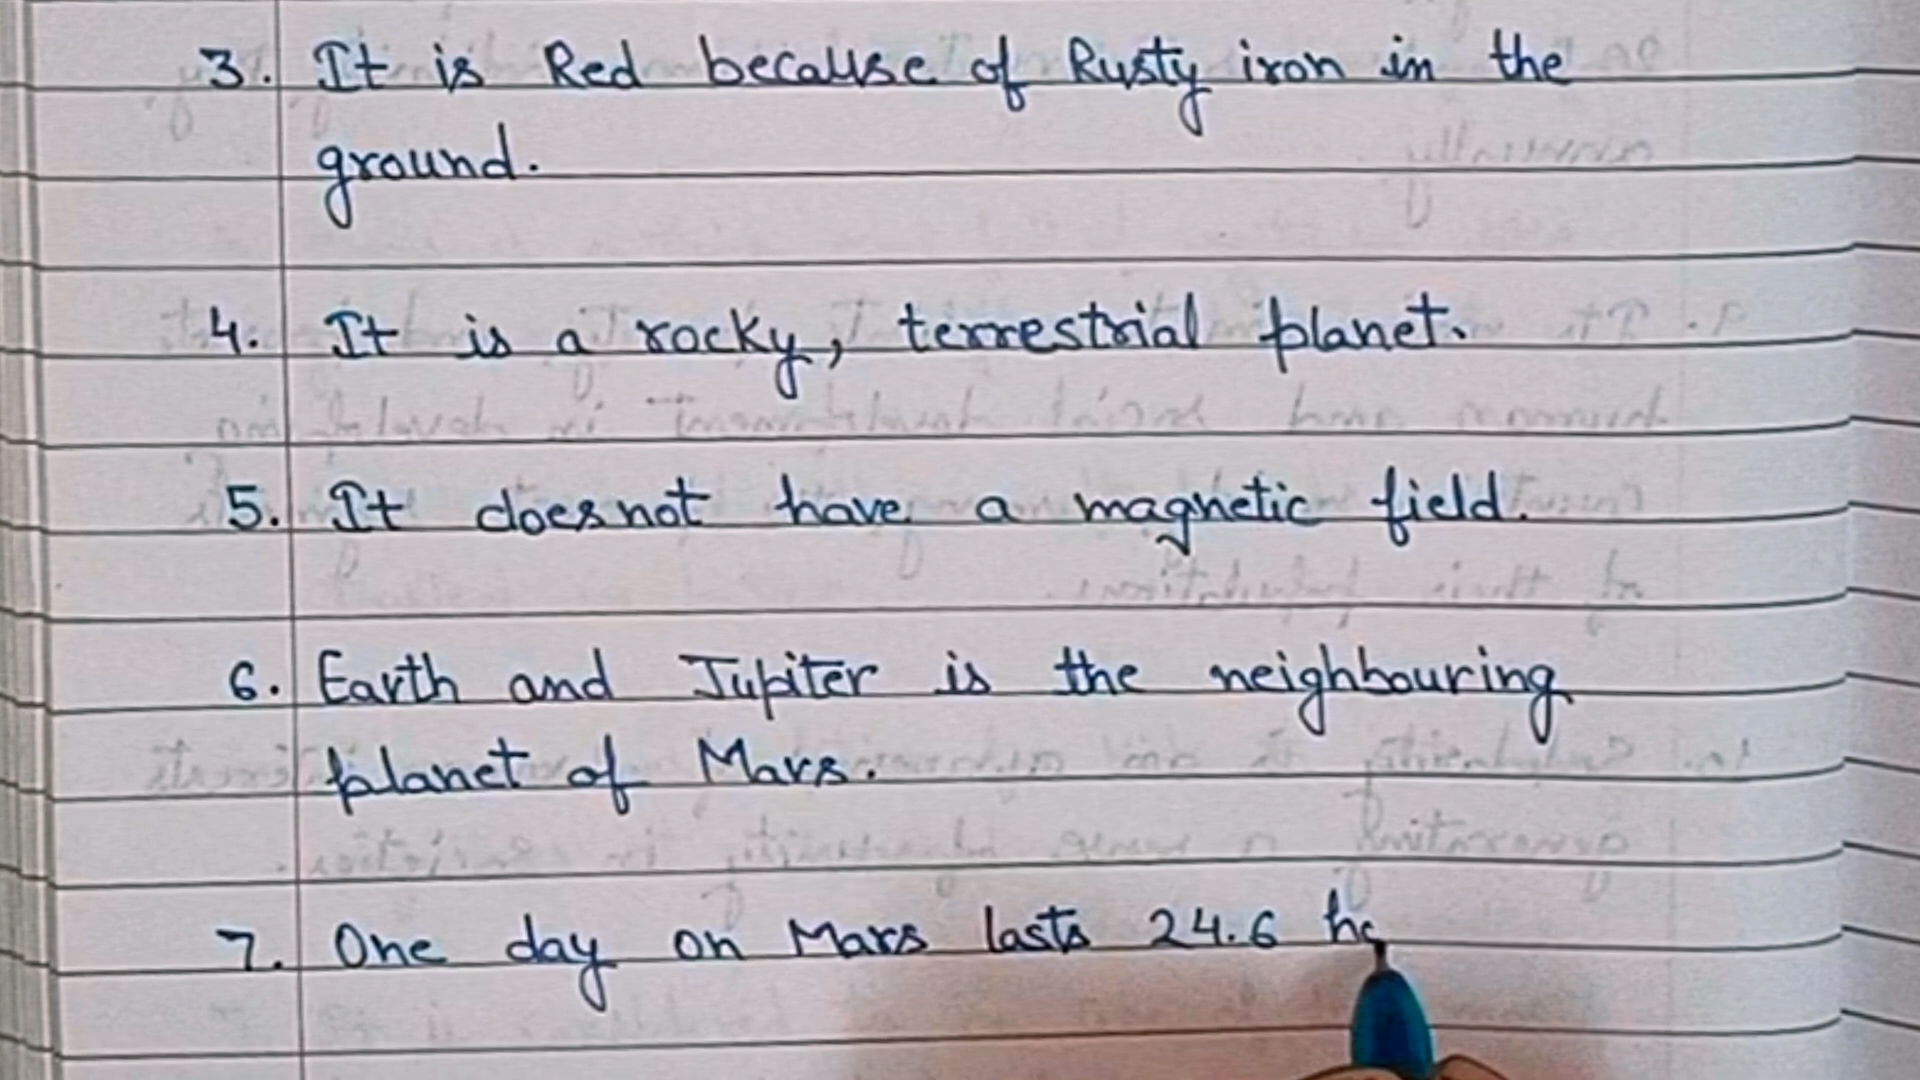 3. It is Red because of Rusty iron in the
ground.
4. It is a rocky, terrestrial planet.
5. It does not have a magnetic field.
6. Earth and Jupiter is the neighbouring
planet of Mars.
7. One day on Mars lasts 24.6 ho